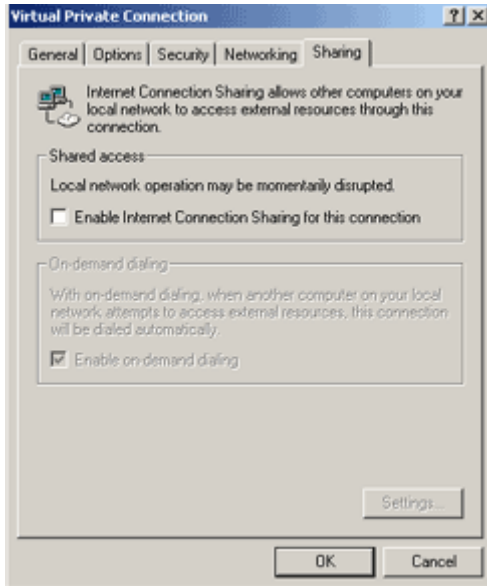 Virtual Private Connection
General Options Security Networking Sharing
Internet Connection Sharing allows other computers on your
local network to access external resources through this
connection.
Shared access
Local network operation may be momentarily disrupted.
Enable Internet Connection Sharing for this connection
On-demand dialing
With on-demand dialing, when another computer on your local
network attempts to access external resources, this connection
will be dialed automatically.
Enable on-demand dialing
Settings...
OK Cancel